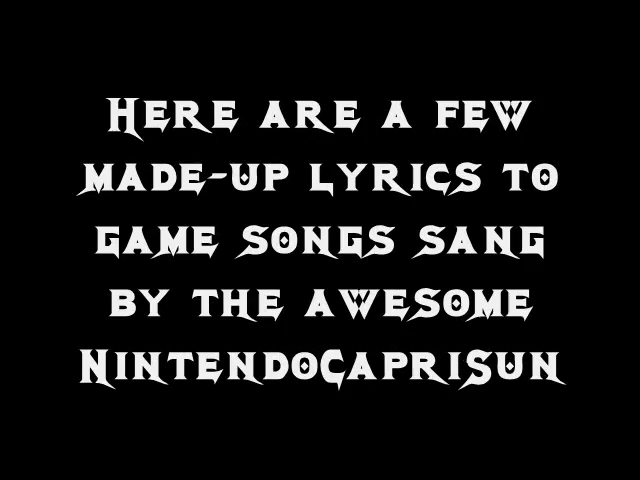 Here are a few
made-up lyrics to
game songs sang
by the awesome
NintendoCapriSun